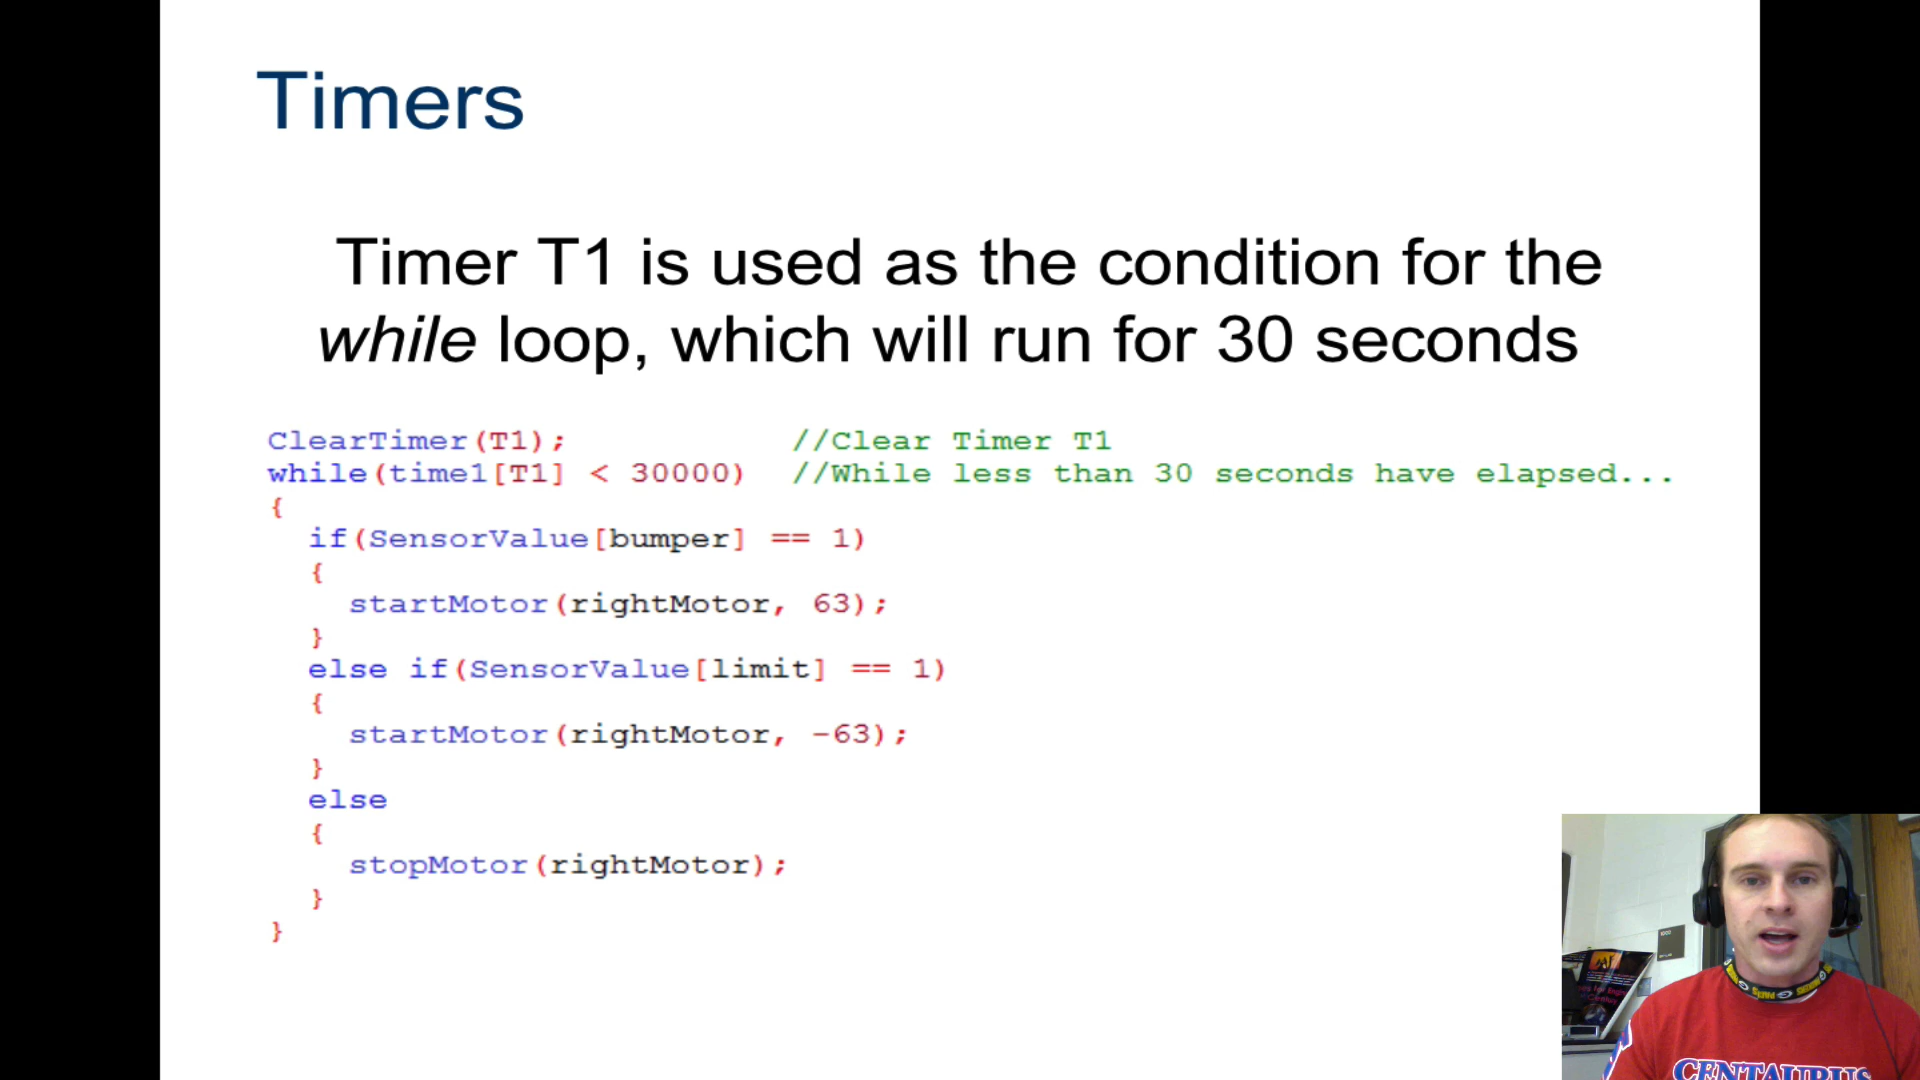 Timers
Timer T1 is used as the condition for the
while loop, which will run for 30 seconds
ClearTimer(T1); //Clear Timer T1
while(time1[T1] < 30000) //While less than 30 seconds have elapsed...
{
if(SensorValue[bumper] == 1)
{
startMotor(rightMotor, 63);
}
else if(SensorValue[limit] == 1)
{
startMotor(rightMotor, -63);
}
else
{
stopMotor(rightMotor);
}
}
CENTAURUS